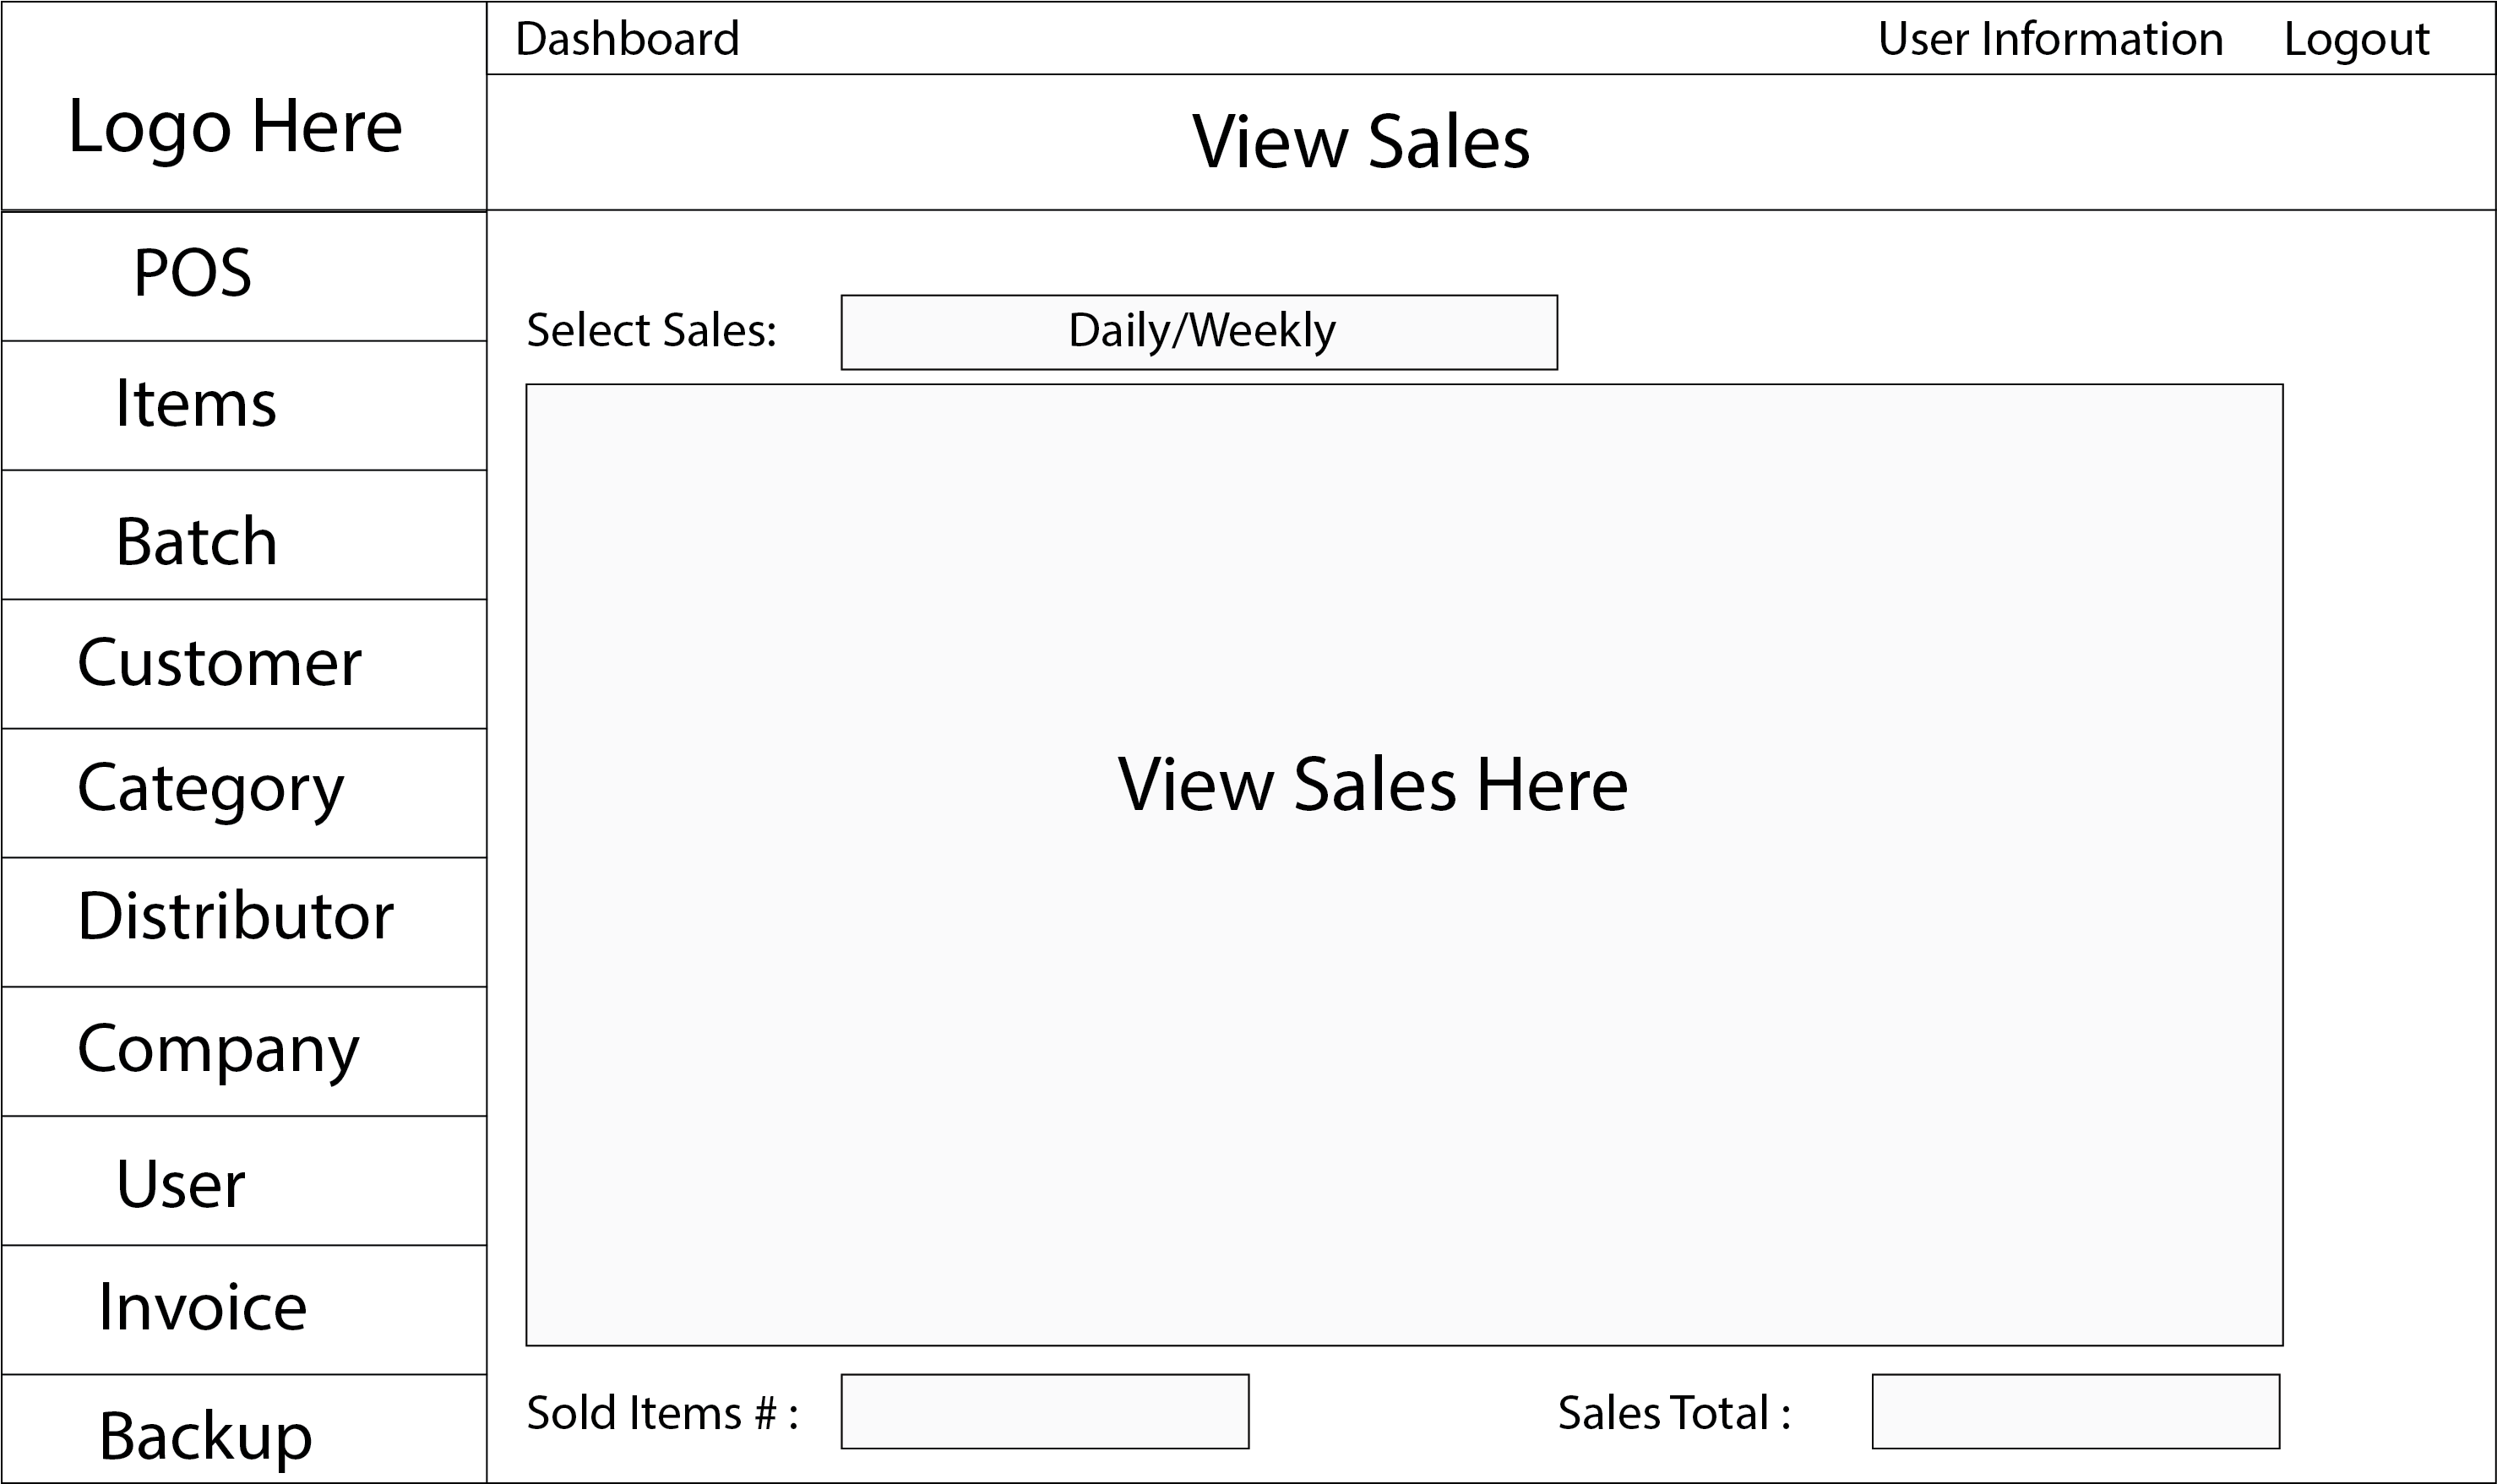 Dashboard
User Information
Logout
Logo Here
View Sales
POS
Items
Batch
Customer
Category
Distributor
Company
User
Invoice
Backup
Select Sales:
Daily/Weekly
View Sales Here
Sold Items # :
Sales Total :